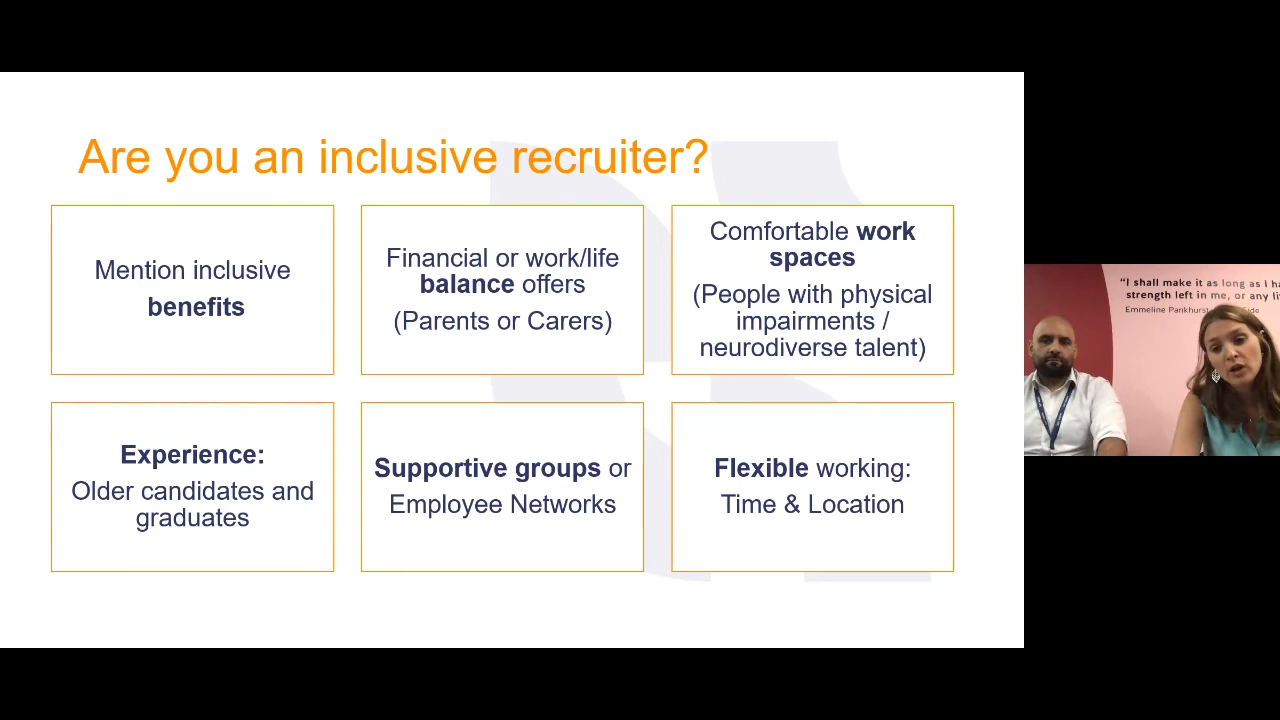 Are you an inclusive recruiter?
Mention inclusive
benefits
Financial or work/life
balance offers
(Parents or Carers)
Comfortable work
spaces
(People with physical
impairments /
neurodiverse talent)
Experience:
Older candidates and
graduates
Supportive groups or
Employee Networks
Flexible working:
Time & Location
“I shall make it as long as I
strength left in me, or any
Emmeline Pankhurst